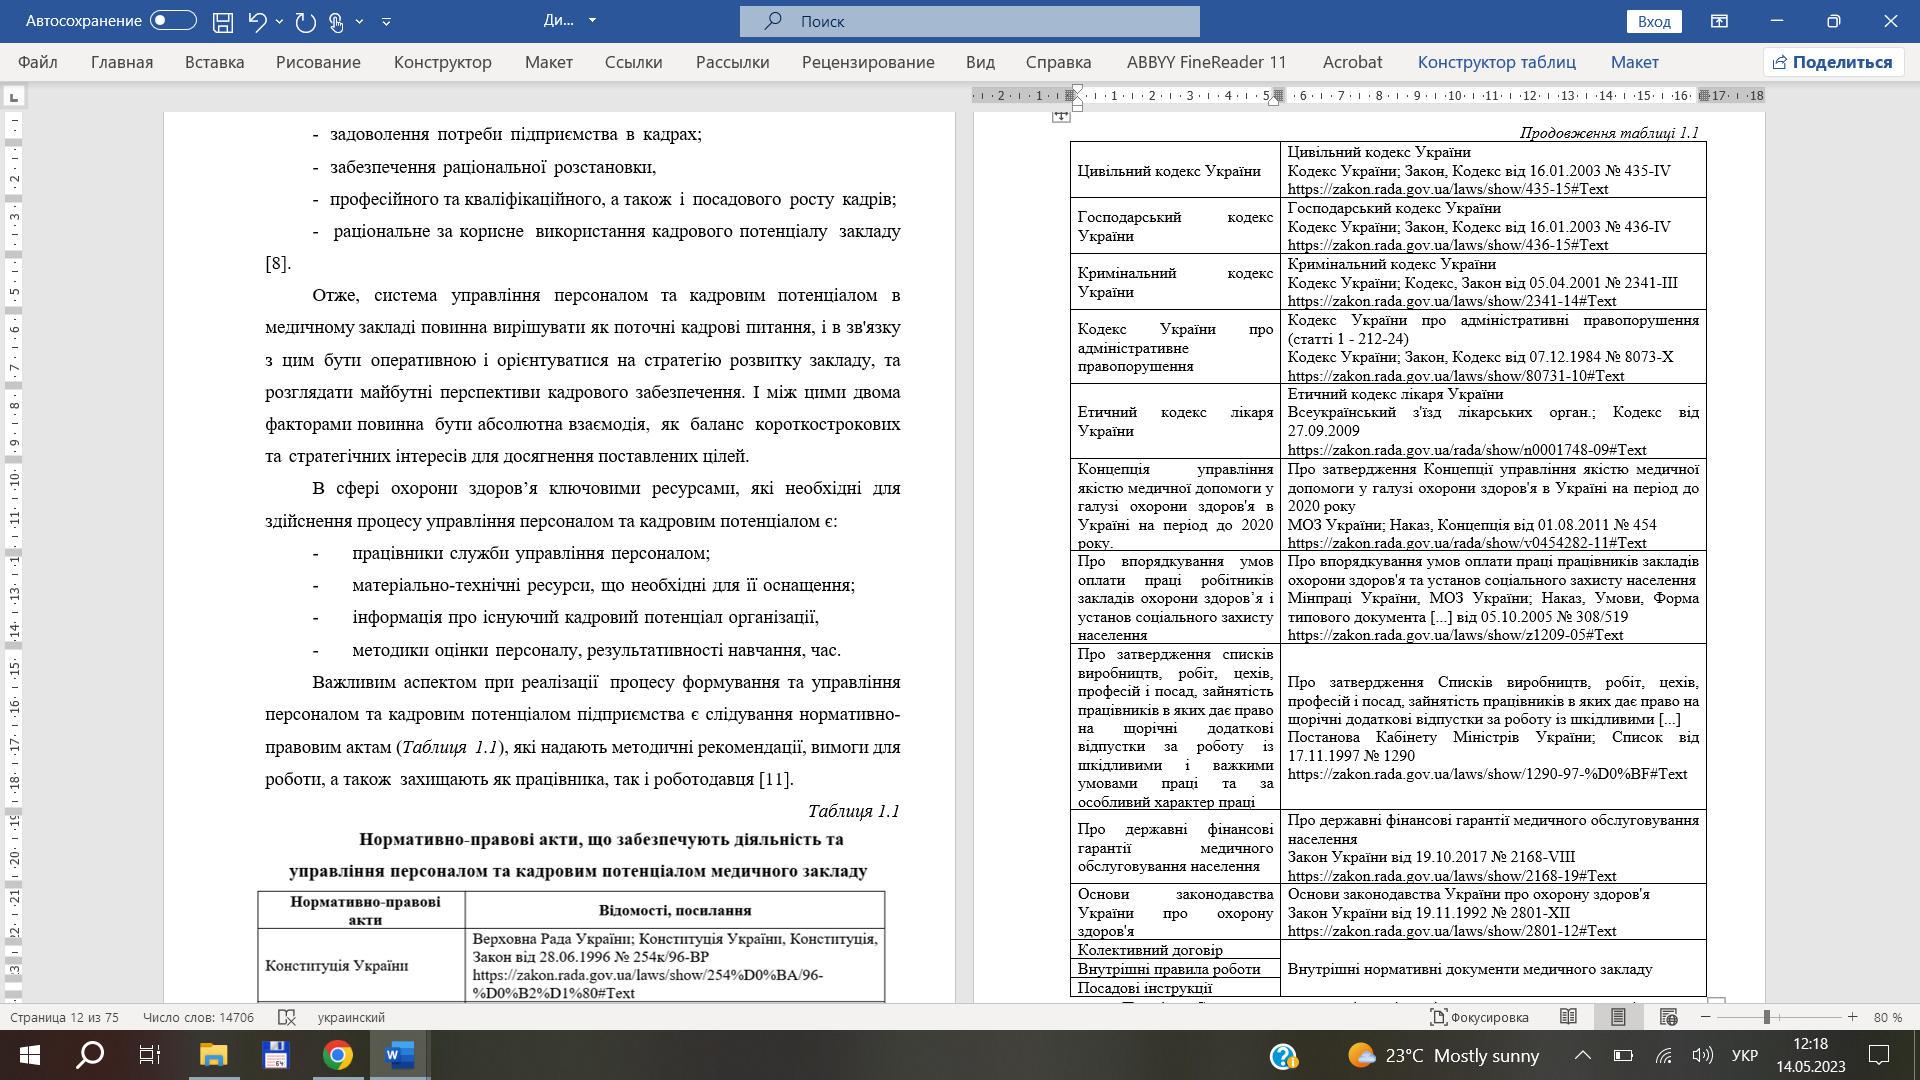 Автосохранение
Ди...
Поиск
Вход
Файл Главная Вставка Рисование Конструктор Макет Ссылки Рассылки Рецензирование Вид Справка ABBYY FineReader 11 Acrobat Конструктор таблиц Макет Поделиться
- задоволення потреби підприємства в кадрах;
- забезпечення раціональної розстановки,
- професійного та кваліфікаційного, а також і посадового росту кадрів;
- раціональне за корисне використання кадрового потенціалу закладу
[8].
Отже, система управління персоналом та кадровим потенціалом в
медичному закладі повинна вирішувати як поточні кадрові питання, і в зв'язку
з цим бути оперативною і орієнтуватися на стратегію розвитку закладу, та
розглядати майбутні перспективи кадрового забезпечення. І між цими двома
факторами повинна бути абсолютна взаємодія, як баланс короткострокових
та стратегічних інтересів для досягнення поставлених цілей.
В сфері охорони здоров’я ключовими ресурсами, які необхідні для
здійснення процесу управління персоналом та кадровим потенціалом є:
- працівники служби управління персоналом;
- матеріально-технічні ресурси, що необхідні для її оснащення;
- інформація про існуючий кадровий потенціал організації,
- методики оцінки персоналу, результативності навчання, час.
Важливим аспектом при реалізації процесу формування та управління
персоналом та кадровим потенціалом підприємства є слідування нормативно-
правовим актам (Таблиця 1.1), які надають методичні рекомендації, вимоги для
роботи, а також захищають як працівника, так і роботодавця [11].
Таблиця 1.1
Нормативно-правові акти, що забезпечують діяльність та
управління персоналом та кадровим потенціалом медичного закладу
Нормативно-правові
акти
Відомості, посилання
Конституція України
Верховна Рада України; Конституція України, Конституція,
Закон від 28.06.1996 № 254к/96-ВР
https://zakon.rada.gov.ua/laws/show/254%D0%BA/96-
%D0%B2%D1%80#Text
Продовження таблиці 1.1
Цивільний кодекс України
Цивільний кодекс України
Кодекс України; Закон, Кодекс від 16.01.2003 № 435-IV
https://zakon.rada.gov.ua/laws/show/435-15#Text
Господарський кодекс
України
Господарський кодекс України
Кодекс України; Закон, Кодекс від 16.01.2003 № 436-IV
https://zakon.rada.gov.ua/laws/show/436-15#Text
Кримінальний кодекс
України
Кримінальний кодекс України
Кодекс України; Кодекс, Закон від 05.04.2001 № 2341-III
https://zakon.rada.gov.ua/laws/show/2341-14#Text
Кодекс України про
адміністративне
правопорушення
Кодекс України про адміністративні правопорушення
(статті 1 - 212-24)
Кодекс України; Закон, Кодекс від 07.12.1984 № 8073-X
https://zakon.rada.gov.ua/laws/show/80731-10#Text
Етичний кодекс лікаря
України
Етичний кодекс лікаря України
Всеукраїнський з'їзд лікарських орган.; Кодекс від
27.09.2009
https://zakon.rada.gov.ua/rada/show/n0001748-09#Text
Концепція управління
якістю медичної допомоги у
галузі охорони здоров'я в
Україні на період до 2020
року.
Про затвердження Концепції управління якістю медичної
допомоги у галузі охорони здоров'я в Україні на період до
2020 року
МОЗ України; Наказ, Концепція від 01.08.2011 № 454
https://zakon.rada.gov.ua/rada/show/v0454282-11#Text
Про впорядкування умов
оплати праці робітників
закладів охорони здоров’я і
установ соціального захисту
населення
Про впорядкування умов оплати праці працівників закладів
охорони здоров'я та установ соціального захисту населення
Мінпраці України, МОЗ України; Наказ, Умови, Форма
типового документа [...] від 05.10.2005 № 308/519
https://zakon.rada.gov.ua/laws/show/z1209-05#Text
Про затвердження списків
виробництв, робіт, цехів,
професій і посад, зайнятість
працівників в яких дає право
на щорічні додаткові
відпустки за роботу із
шкідливими і важкими
умовами праці та за
особливий характер праці
Про затвердження Списків виробництв, робіт, цехів,
професій і посад, зайнятість працівників в яких дає право на
щорічні додаткові відпустки за роботу із шкідливими [...]
Постанова Кабінету Міністрів України; Список від
17.11.1997 № 1290
https://zakon.rada.gov.ua/laws/show/1290-97-%D0%BF#Text
Про державні фінансові
гарантії медичного
обслуговування населення
Про державні фінансові гарантії медичного обслуговування
населення
Закон України від 19.10.2017 № 2168-VIII
https://zakon.rada.gov.ua/laws/show/2168-19#Text
Основи законодавства
України про охорону
здоров'я
Основи законодавства України про охорону здоров'я
Закон України від 19.11.1992 № 2801-XII
https://zakon.rada.gov.ua/laws/show/2801-12#Text
Колективний договір
Внутрішні правила роботи
Посадові інструкції
Внутрішні нормативні документи медичного закладу
Страница 12 из 75 Число слов: 14706 украинский Фокусировка 80 %
23°C Mostly sunny УКР 12:18
14.05.2023